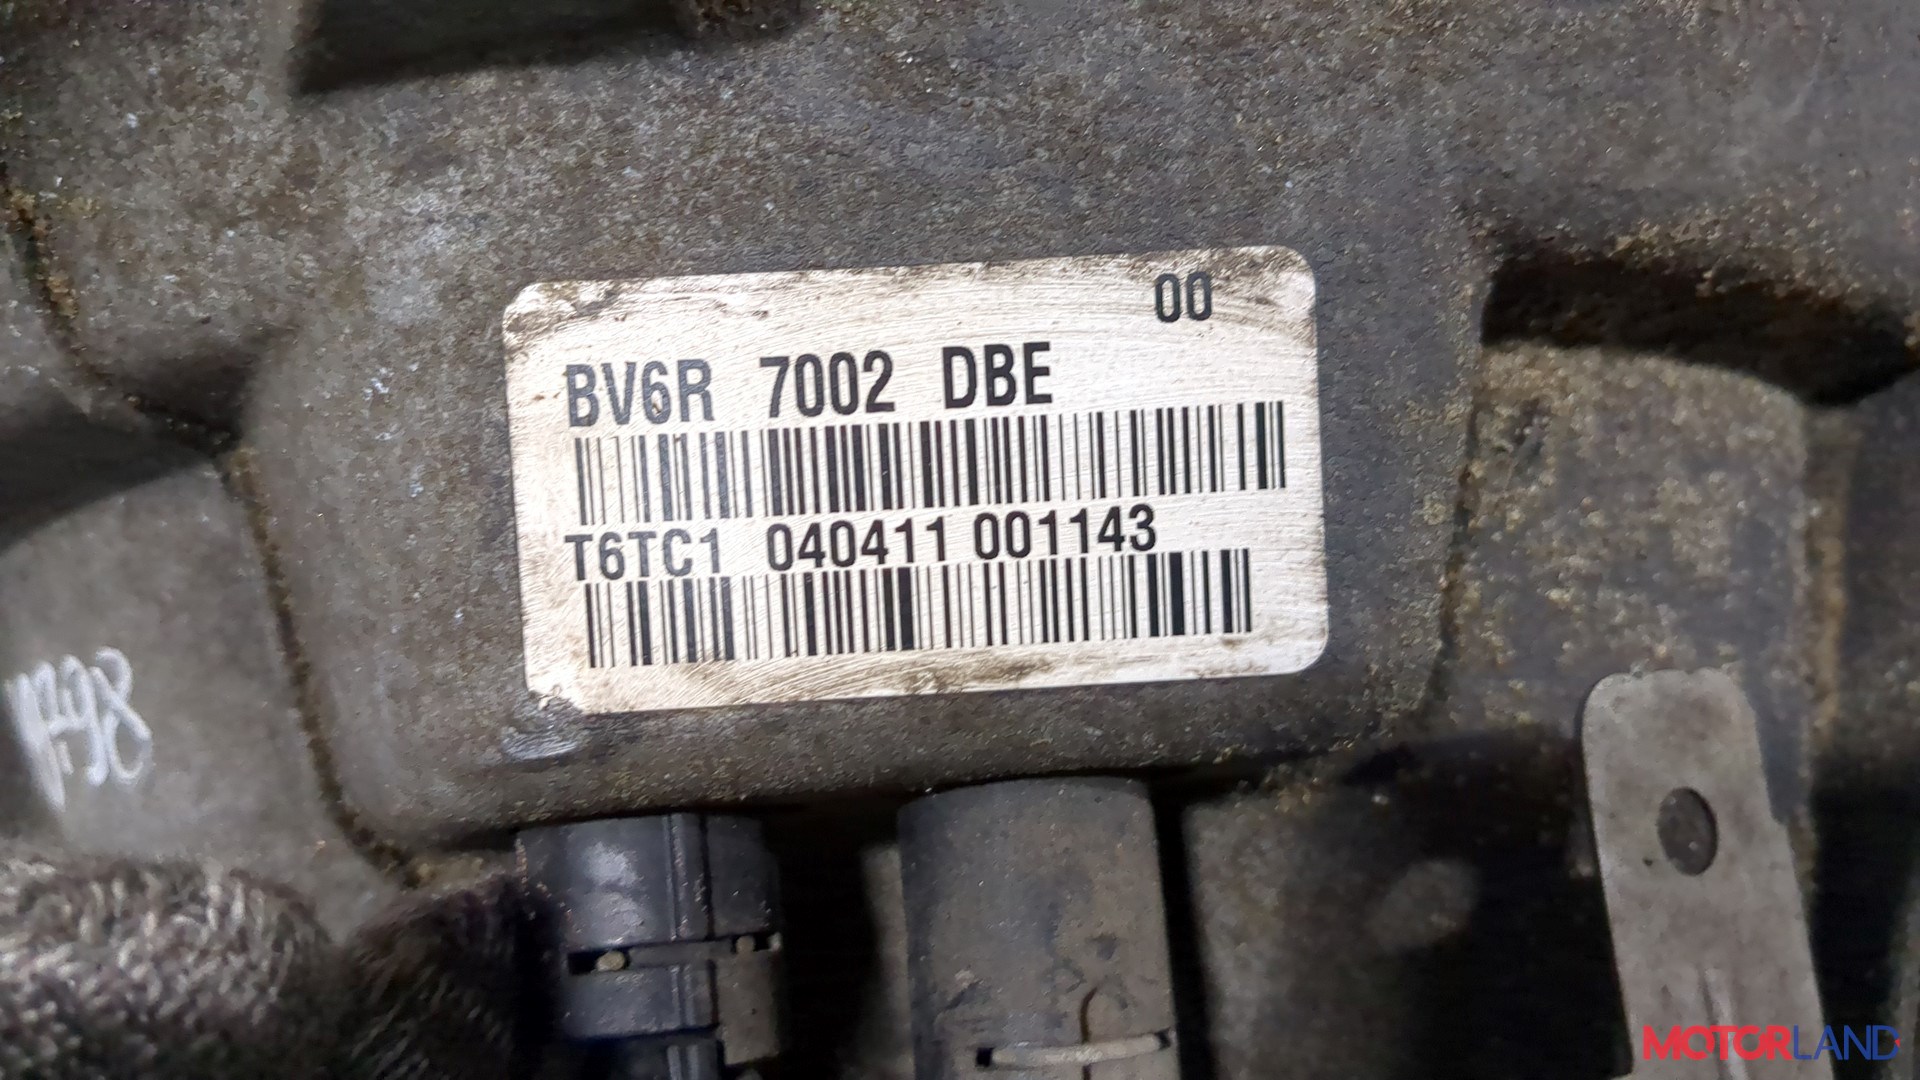 00
BV6R 7002 DBE
T6TC1 040411 001143
MOTORLAND